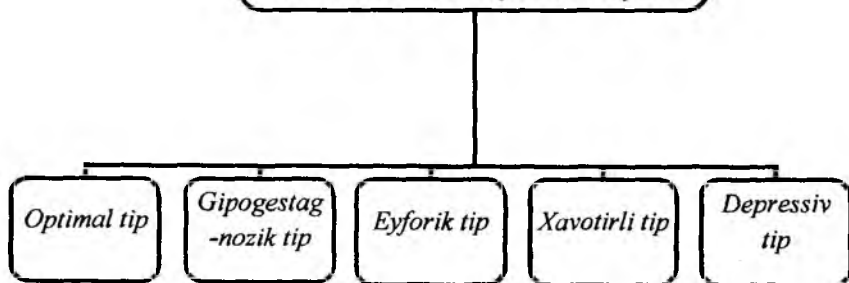 Optimal tip
Gipogestag
-nozik tip
Eyforik tip
Xavotirli tip
Depressiv
tip